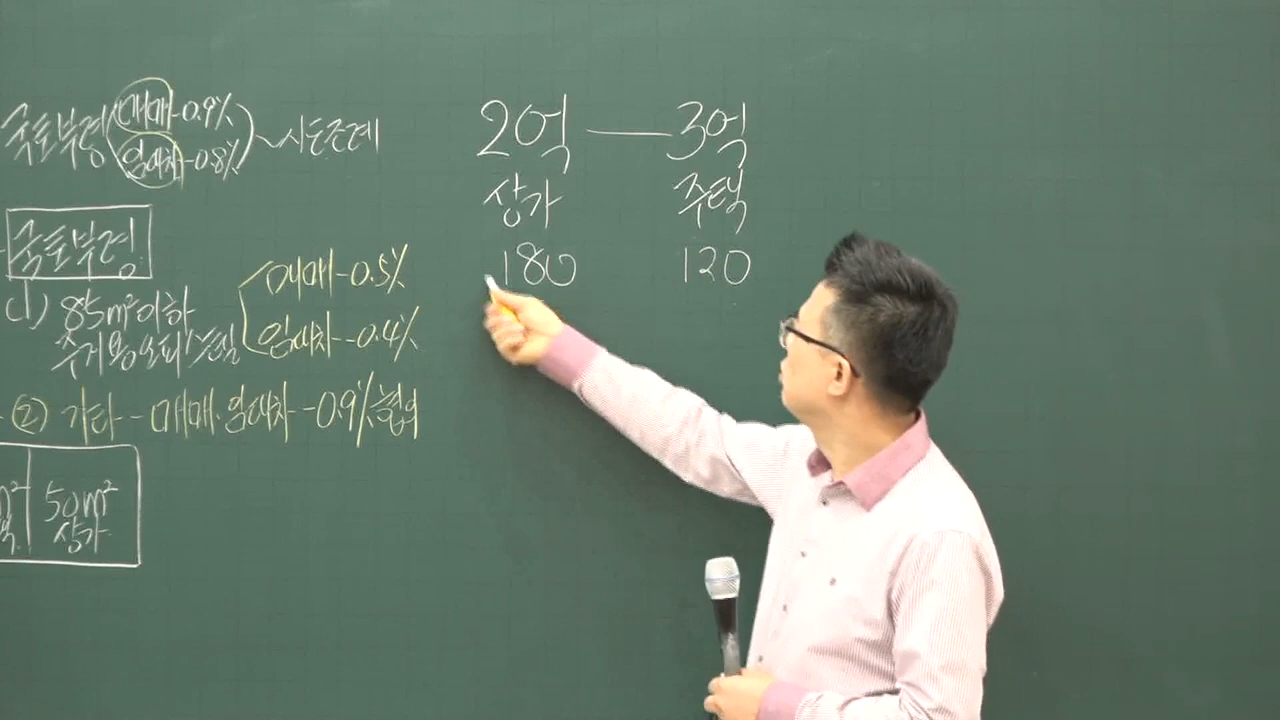 국토부령(매매-0.9%
임대차-0.8%)~시도조례
국토부령
85m²이하
주거용오피스텔
매매-0.5%
임대차-0.4%
② 기타-매매·임대차-0.9%협의
m²
50m²
상가
2억 — 3억
상가 주택
180 120